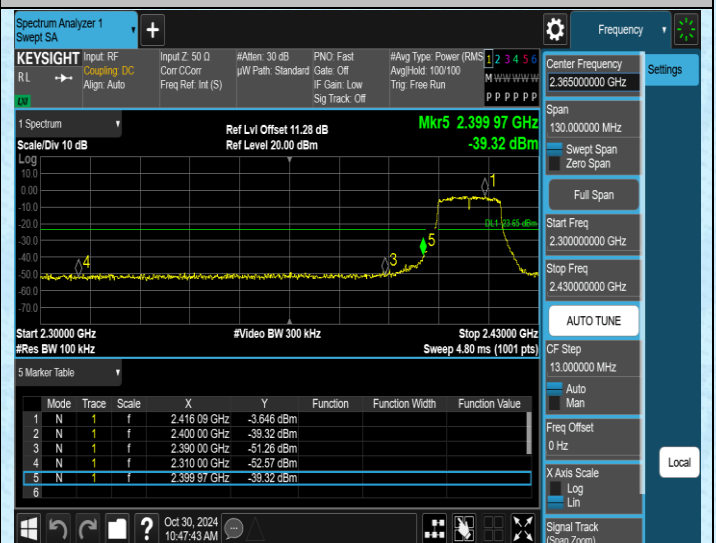 Spectrum Analyzer 1
Swept SA
+
Frequency
KEYSIGHT
RL
Input: RF
Coupling: DC
Align: Auto
Input Z: 50 Ω
Corr CCorr
Freq Ref: Int (S)
#Atten: 30 dB
µW Path: Standard
PNO: Fast
Gate: Off
IF Gain: Low
Sig Track: Off
#Avg Type: Power (RMS)
Avg|Hold: 100/100
Trig: Free Run
1 2 3 4 5 6
M W W W W W
P P P P P P
1 Spectrum
Scale/Div 10 dB
Ref Lvl Offset 11.28 dB
Ref Level 20.00 dBm
Mkr5 2.399 97 GHz
-39.32 dBm
Log
10.0
0.00
-10.0
-20.0
-30.0
-40.0
-50.0
-60.0
-70.0
1
DL1 -23.65 dBm
5
3
4
Start 2.30000 GHz
#Video BW 300 kHz
Stop 2.43000 GHz
#Res BW 100 kHz
Sweep 4.80 ms (1001 pts)
5 Marker Table
Mode Trace Scale X Y Function Function Width Function Value
1 N 1 f 2.416 09 GHz -3.646 dBm
2 N 1 f 2.400 00 GHz -39.32 dBm
3 N 1 f 2.390 00 GHz -51.26 dBm
4 N 1 f 2.310 00 GHz -52.57 dBm
5 N 1 f 2.399 97 GHz -39.32 dBm
6
?
Oct 30, 2024
10:47:43 AM
Center Frequency
2.365000000 GHz
Span
130.000000 MHz
Swept Span
Zero Span
Full Span
Start Freq
2.300000000 GHz
Stop Freq
2.430000000 GHz
AUTO TUNE
CF Step
13.000000 MHz
Auto
Man
Freq Offset
0 Hz
X Axis Scale
Log
Lin
Signal Track
(Span Zoom)
Settings
Local